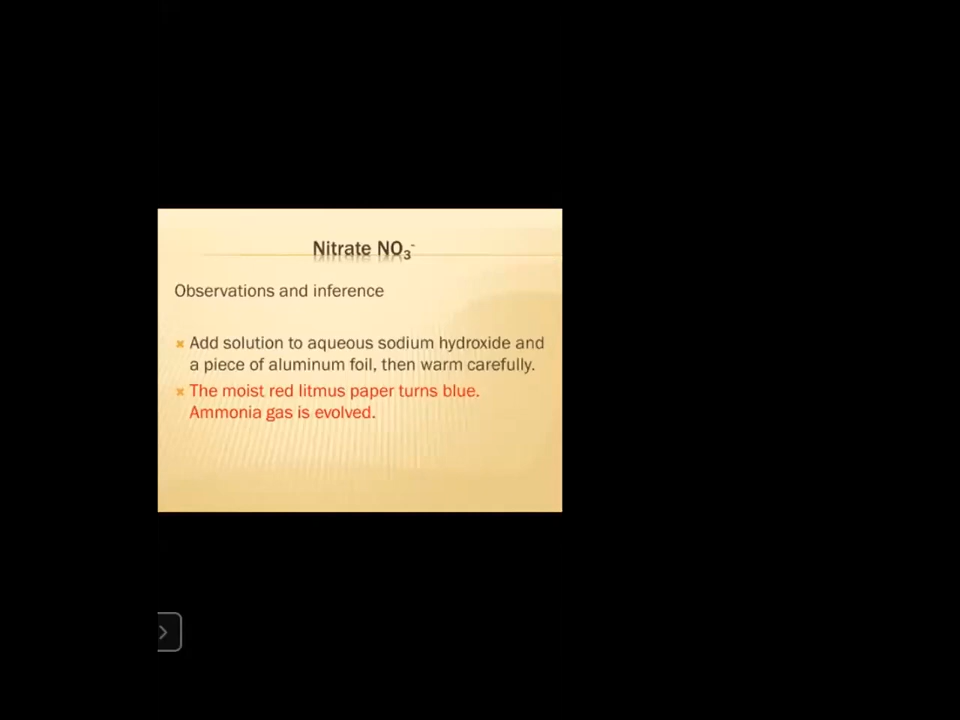 Nitrate NO₃⁻
Observations and inference
Add solution to aqueous sodium hydroxide and
a piece of aluminum foil, then warm carefully.
The moist red litmus paper turns blue.
Ammonia gas is evolved.